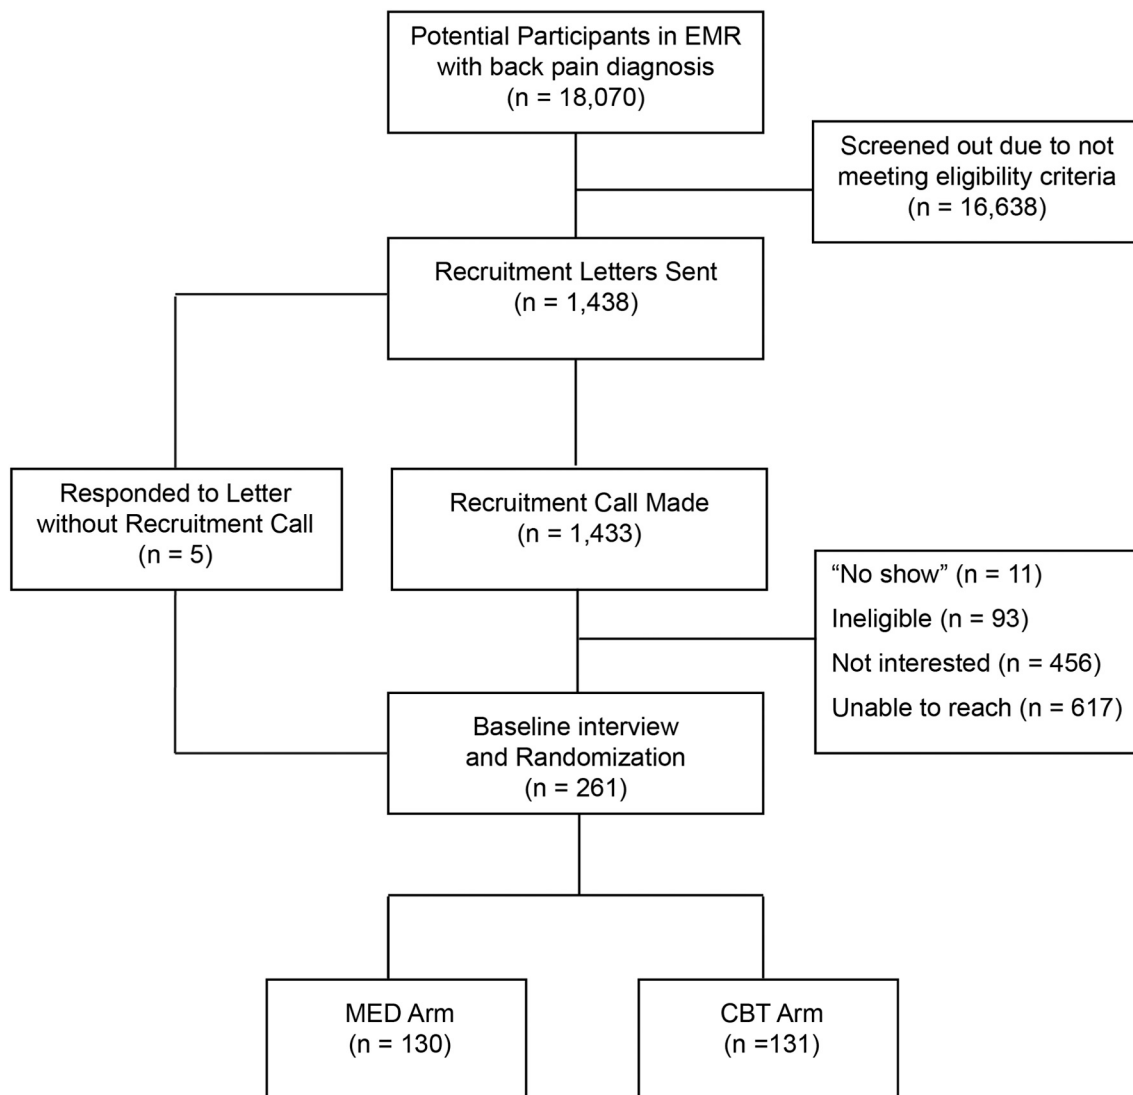 Potential Participants in EMR
with back pain diagnosis
(n = 18,070)
Screened out due to not
meeting eligibility criteria
(n = 16,638)
Recruitment Letters Sent
(n = 1,438)
Responded to Letter
without Recruitment Call
(n = 5)
Recruitment Call Made
(n = 1,433)
“No show” (n = 11)
Ineligible (n = 93)
Not interested (n = 456)
Unable to reach (n = 617)
Baseline interview
and Randomization
(n = 261)
MED Arm
(n = 130)
CBT Arm
(n =131)